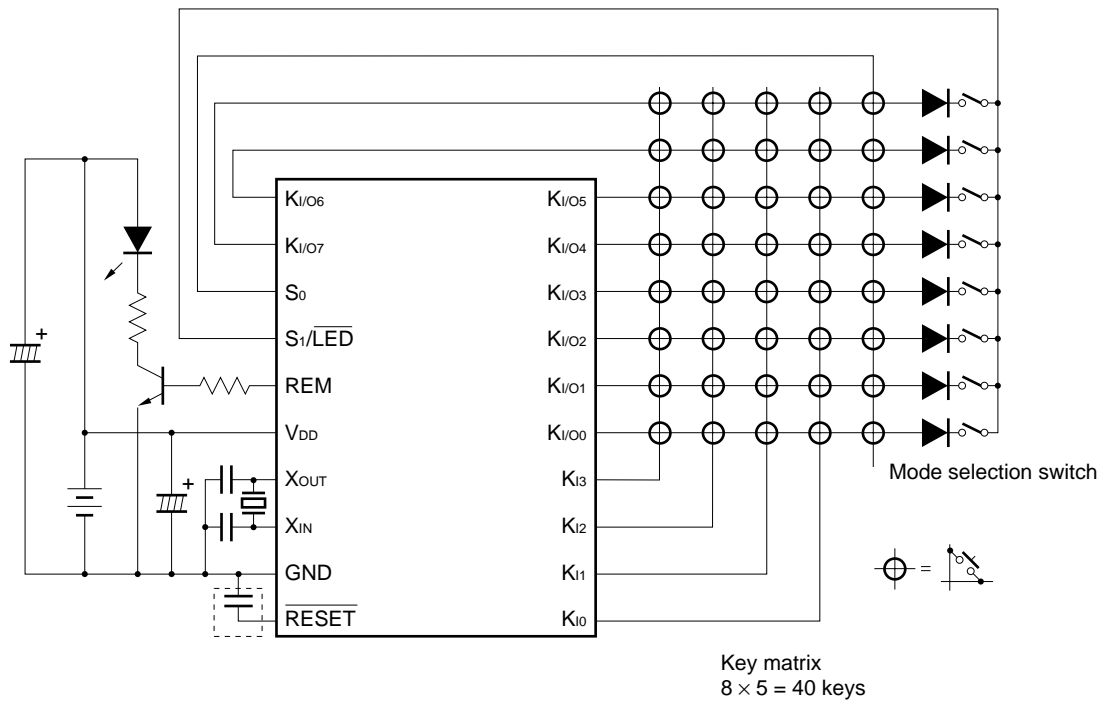 KI/O6
KI/O7
S0
S1/LED
REM
VDD
XOUT
XIN
GND
RESET
KI/O5
KI/O4
KI/O3
KI/O2
KI/O1
KI/O0
KI3
KI2
KI1
KI0
+
+
Mode selection switch
=
Key matrix
8 × 5 = 40 keys